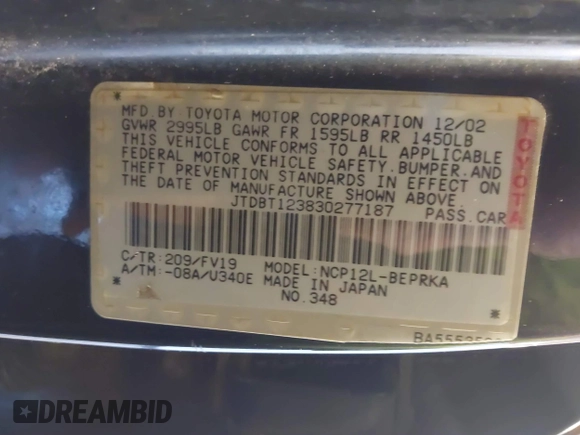 MFD.BY TOYOTA MOTOR CORPORATION 12/02
GVWR 2995LB GAWR FR 1595LB RR 1450LB
THIS VEHICLE CONFORMS TO ALL APPLICABLE
FEDERAL MOTOR VEHICLE SAFETY.BUMPER.AND
THEFT PREVENTION STANDARDS IN EFFECT ON
THE DATE OF MANUFACTURE SHOWN ABOVE.
JTDBT123830277187 PASS.CAR
TOYOTA
C/TR:209/FV19 MODEL:NCP12L-BEPRKA
A/TM:-08A/U340E MADE IN JAPAN
NO.348
DREAMBID